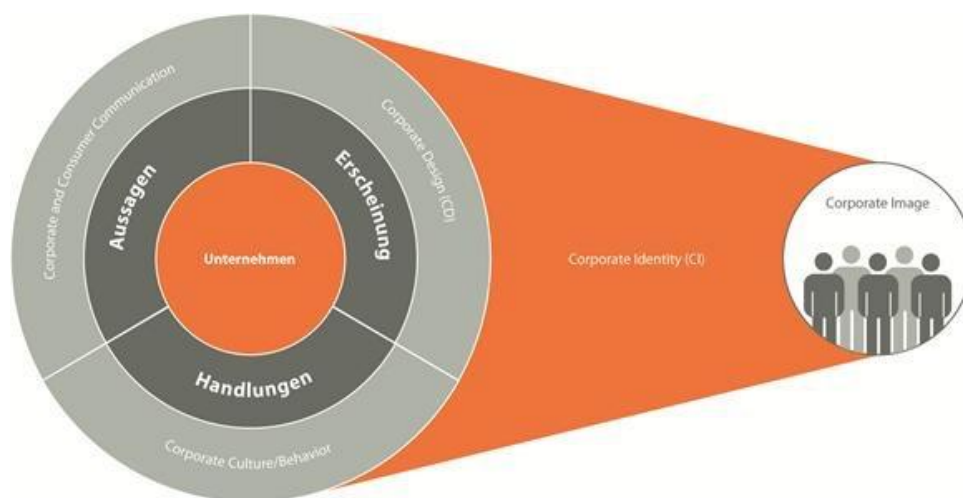 Corporate and Consumer Communication
Corporate Design (CD)
Aussagen
Erscheinung
Unternehmen
Handlungen
Corporate Culture/Behavior
Corporate Identity (CI)
Corporate Image